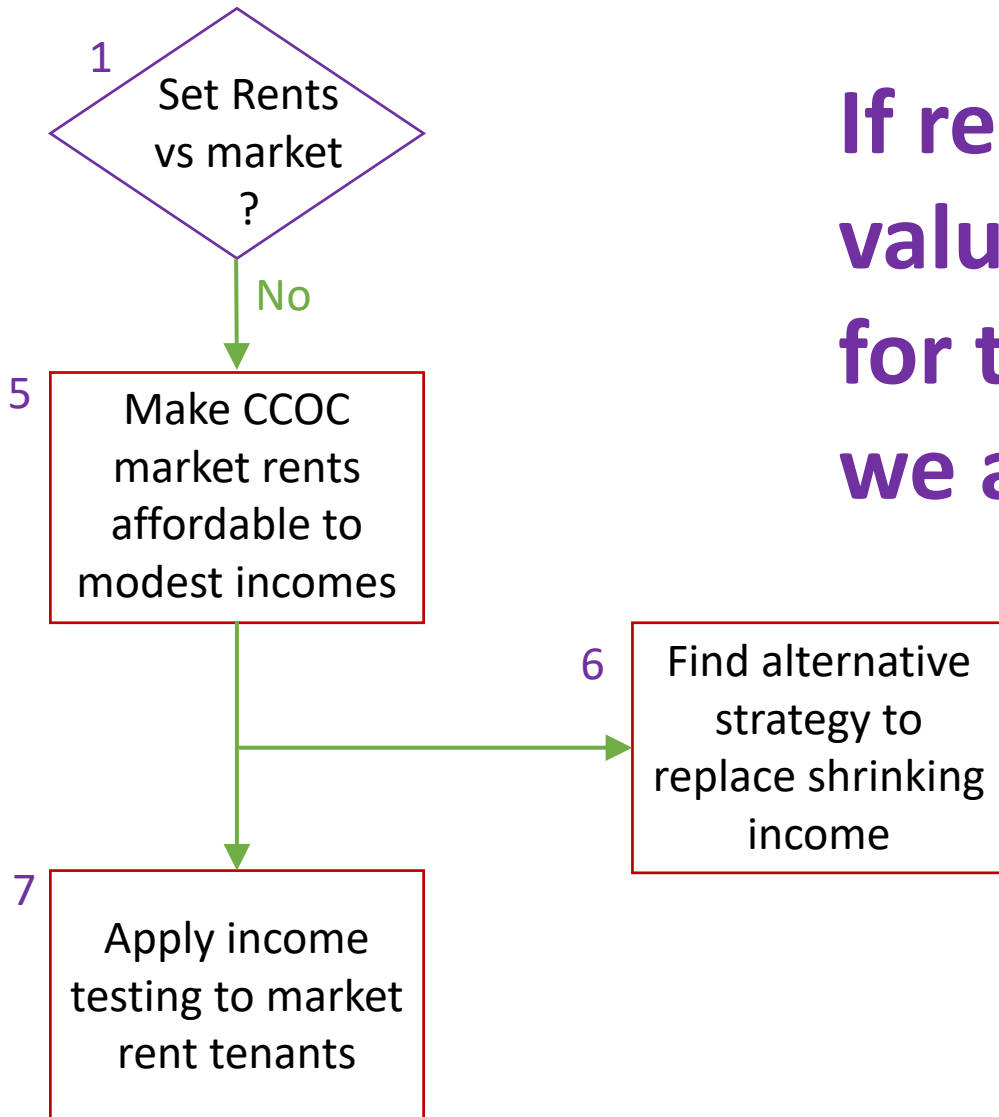 1
Set Rents
vs market
?
No
If re
valu
for t
we a
5
Make CCOC
market rents
affordable to
modest incomes
6
Find alternative
strategy to
replace shrinking
income
7
Apply income
testing to market
rent tenants